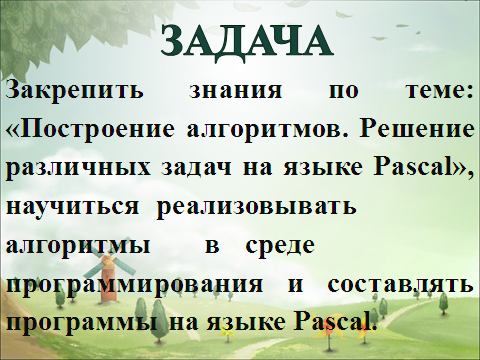 ЗАДАЧА
Закрепить знания по теме:
«Построение алгоритмов. Решение
различных задач на языке Pascal»,
научиться реализовывать
алгоритмы в среде
программирования и составлять
программы на языке Pascal.